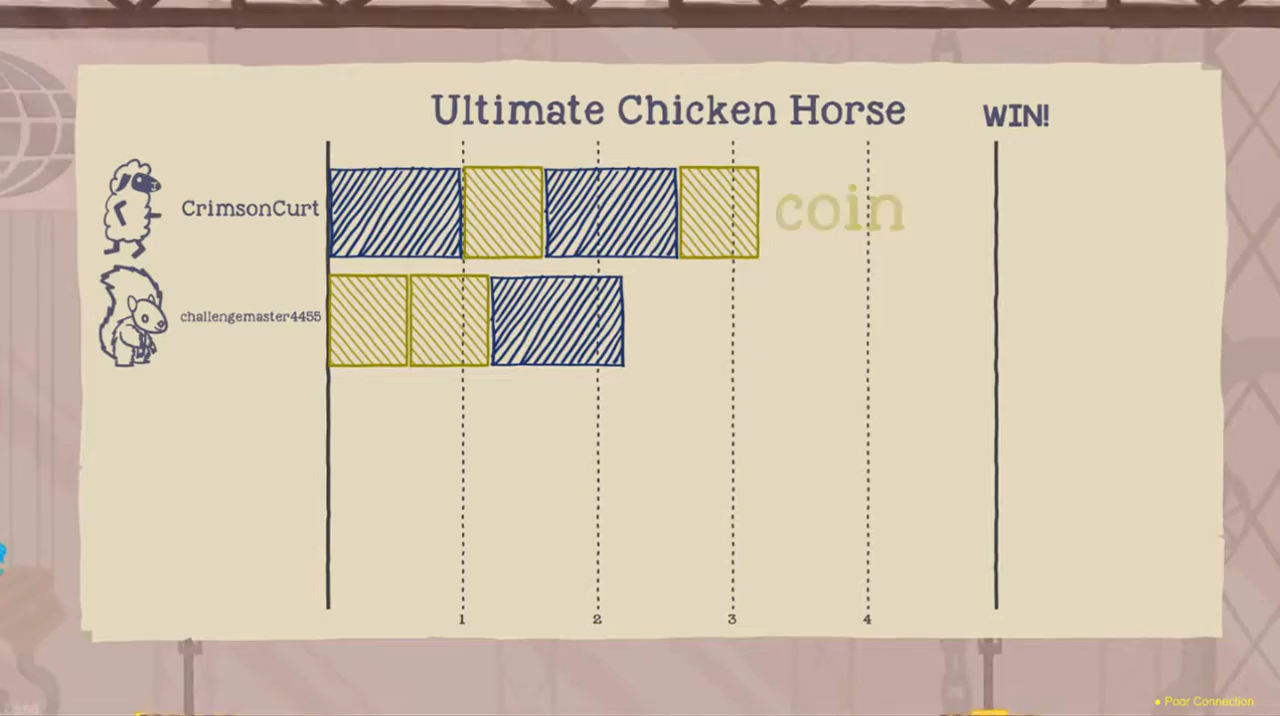 Ultimate Chicken Horse
WIN!
CrimsonCurt
coin
challengemaster4455
1 2 3 4
Poor Connection